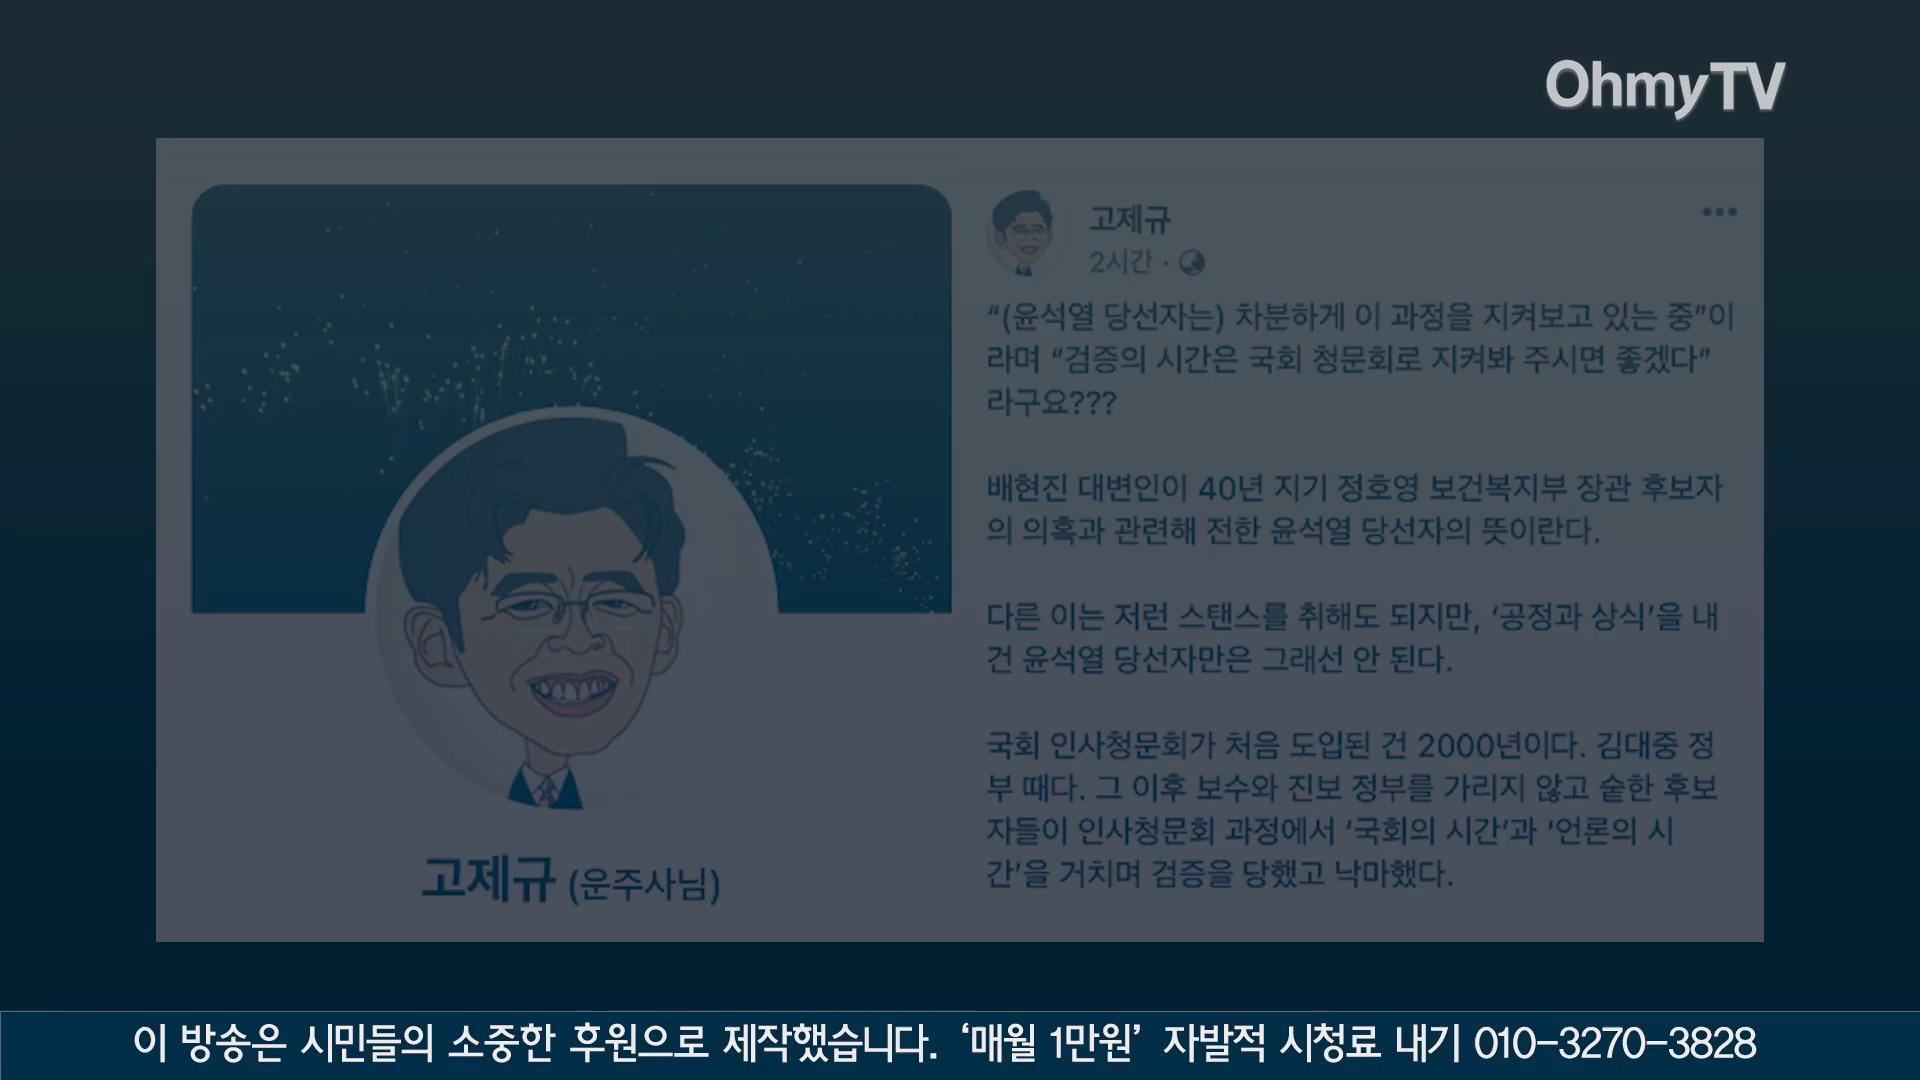 OhmyTV
고제규
2시간 ·
“(윤석열 당선자는) 차분하게 이 과정을 지켜보고 있는 중”이
라며 “검증의 시간은 국회 청문회로 지켜봐 주시면 좋겠다”
라구요???
배현진 대변인이 40년 지기 정호영 보건복지부 장관 후보자
의 의혹과 관련해 전한 윤석열 당선자의 뜻이란다.
다른 이는 저런 스탠스를 취해도 되지만, ‘공정과 상식’을 내
건 윤석열 당선자만은 그래선 안 된다.
국회 인사청문회가 처음 도입된 건 2000년이다. 김대중 정
부 때다. 그 이후 보수와 진보 정부를 가리지 않고 숱한 후보
자들이 인사청문회 과정에서 ‘국회의 시간’과 ‘언론의 시
간’을 거치며 검증을 당했고 낙마했다.
고제규 (운주사님)
이 방송은 시민들의 소중한 후원으로 제작했습니다. ‘매월 1만원’ 자발적 시청료 내기 010-3270-3828